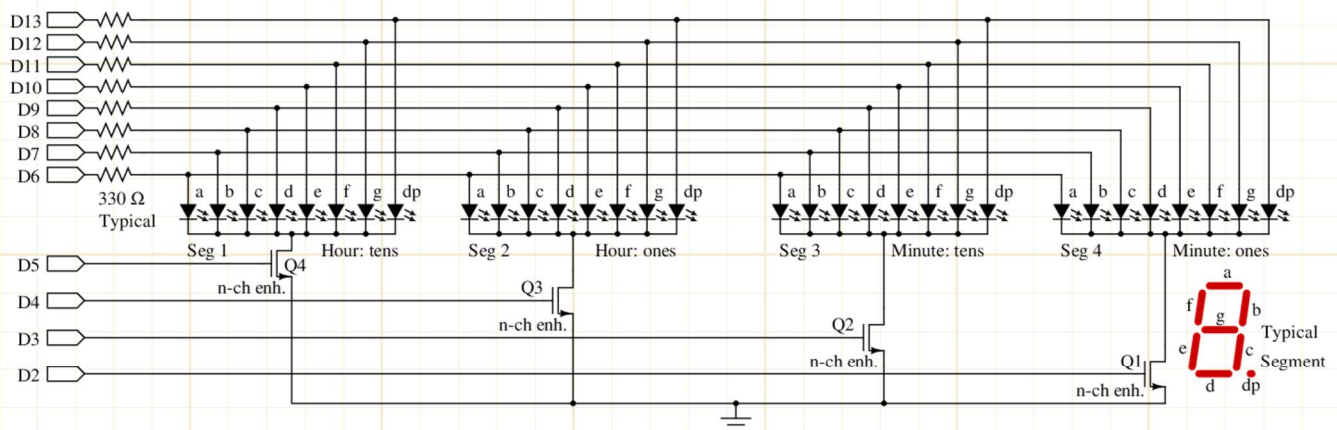 D13
D12
D11
D10
D9
D8
D7
D6
330 Ω
Typical
a b c d e f g dp
a b c d e f g dp
a b c d e f g dp
a b c d e f g dp
Seg 1 Hour: tens
Seg 2 Hour: ones
Seg 3 Minute: tens
Seg 4 Minute: ones
D5
Q4
n-ch enh.
D4
Q3
n-ch enh.
D3
Q2
n-ch enh.
D2
Q1
n-ch enh.
a
f b
g
Typical
e c
Segment
d dp